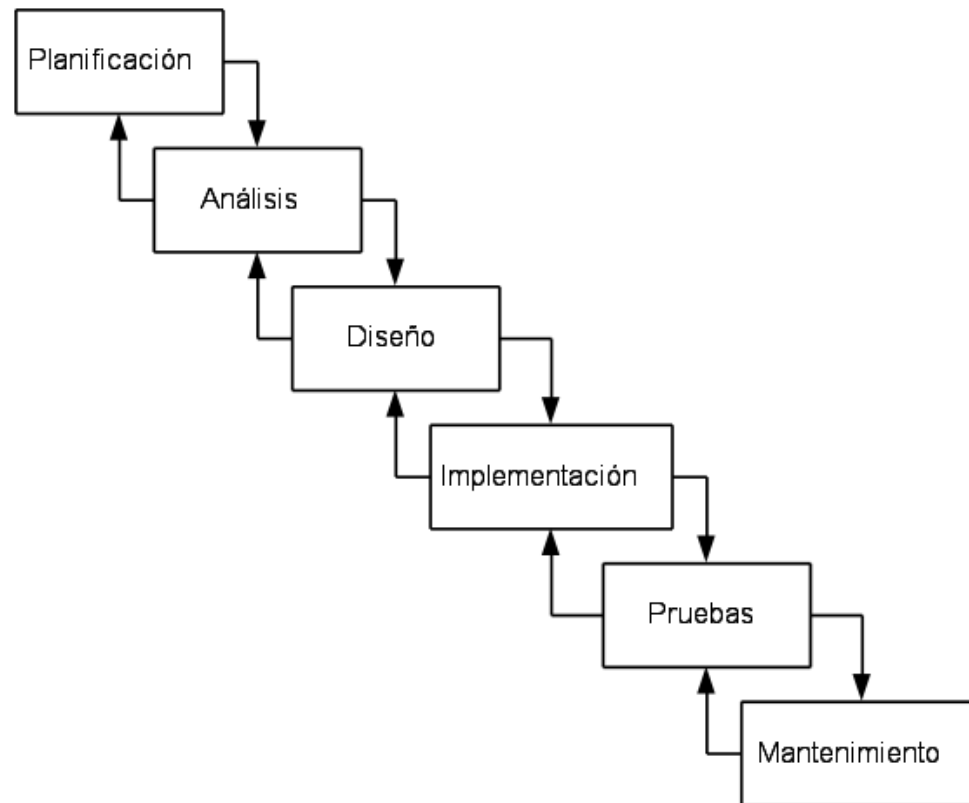 Planificación
Análisis
Diseño
Implementación
Pruebas
Mantenimiento